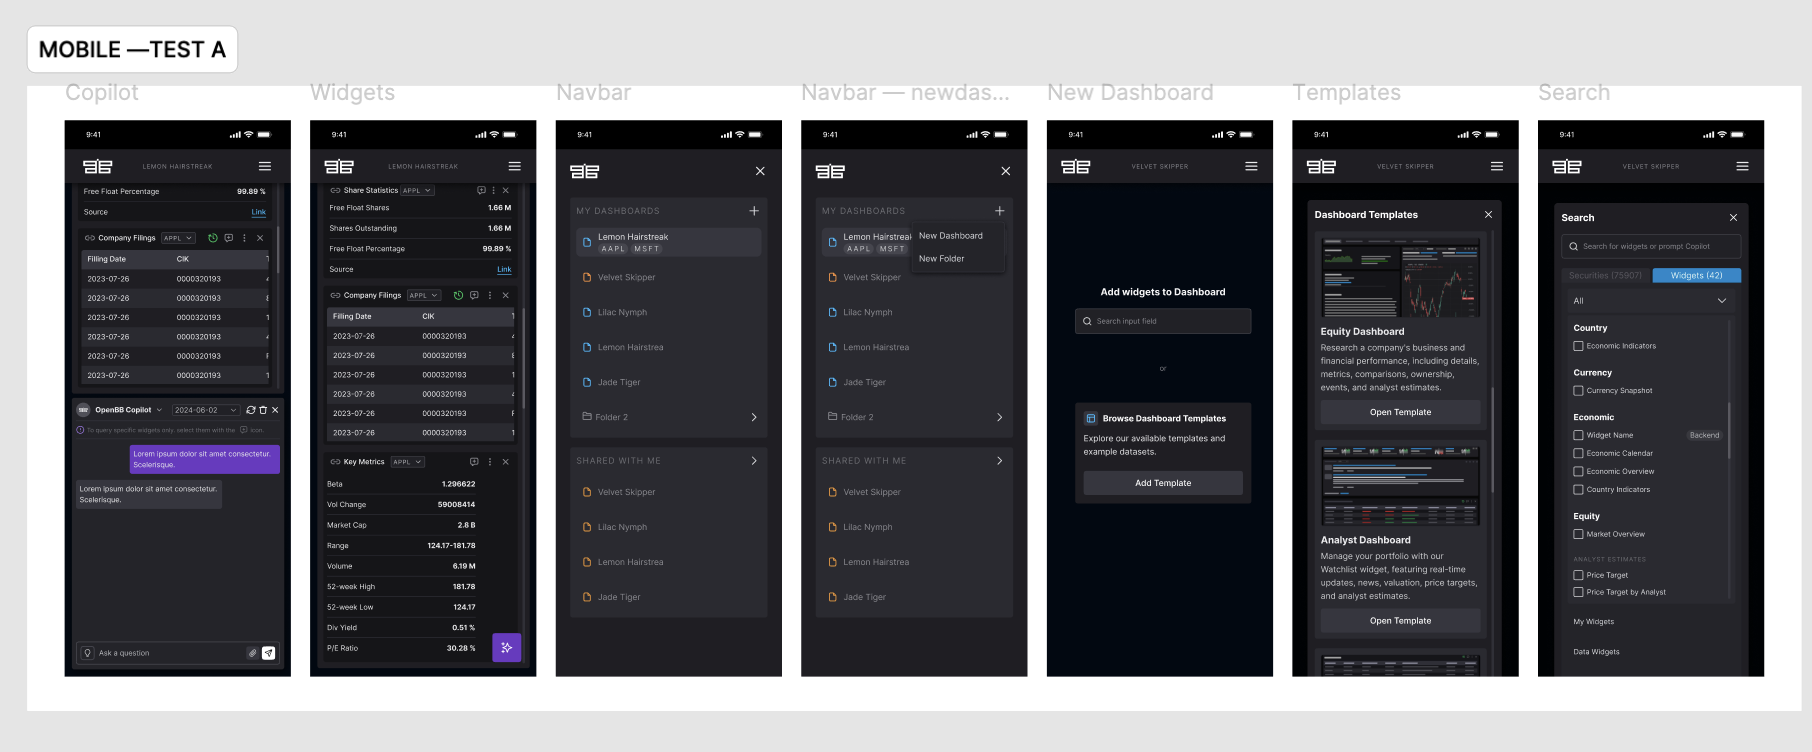 MOBILE —TEST A
Copilot
9:41
LEMON HAIRSTREAK
Free Float Percentage 99.89 %
Source Link
Company Filings APPL
Filling Date CIK T
2023-07-26 0000320193 4
2023-07-26 0000320193 8
2023-07-26 0000320193 1
2023-07-26 0000320193 4
2023-07-26 0000320193 F
2023-07-26 0000320193 1
OpenBB Copilot 2024-06-02
To query specific widgets only, select them with the icon.
Lorem ipsum dolor sit amet consectetur.
Scelerisque.
Lorem ipsum dolor sit amet consectetur.
Scelerisque.
Ask a question
Widgets
9:41
LEMON HAIRSTREAK
Share Statistics APPL
Free Float Shares 1.66 M
Shares Outstanding 1.66 M
Free Float Percentage 99.89 %
Source Link
Company Filings APPL
Filling Date CIK T
2023-07-26 0000320193 4
2023-07-26 0000320193 8
2023-07-26 0000320193 1
2023-07-26 0000320193 4
2023-07-26 0000320193 F
2023-07-26 0000320193 1
Key Metrics APPL
Beta 1.296622
Vol Change 59008414
Market Cap 2.8 B
Range 124.17-181.78
Volume 6.19 M
52-week High 181.78
52-week Low 124.17
Div Yield 0.51 %
P/E Ratio 30.28 %
Navbar
9:41
MY DASHBOARDS
Lemon Hairstreak
AAPL MSFT
Velvet Skipper
Lilac Nymph
Lemon Hairstrea
Jade Tiger
Folder 2
SHARED WITH ME
Velvet Skipper
Lilac Nymph
Lemon Hairstrea
Jade Tiger
Navbar — newdas...
9:41
MY DASHBOARDS
Lemon Hairstreak
AAPL MSFT
New Dashboard
New Folder
Velvet Skipper
Lilac Nymph
Lemon Hairstrea
Jade Tiger
Folder 2
SHARED WITH ME
Velvet Skipper
Lilac Nymph
Lemon Hairstrea
Jade Tiger
New Dashboard
9:41
VELVET SKIPPER
Add widgets to Dashboard
Search input field
or
Browse Dashboard Templates
Explore our available templates and
example datasets.
Add Template
Templates
9:41
VELVET SKIPPER
Dashboard Templates
Equity Dashboard
Research a company's business and
financial performance, including details,
metrics, comparisons, ownership,
events, and analyst estimates.
Open Template
Analyst Dashboard
Manage your portfolio with our
Watchlist widget, featuring real-time
updates, news, valuation, price targets,
and analyst estimates.
Open Template
Search
9:41
VELVET SKIPPER
Search
Search for widgets or prompt Copilot
Securities (75907) Widgets (42)
All
Country
Economic Indicators
Currency
Currency Snapshot
Economic
Widget Name Backend
Economic Calendar
Economic Overview
Country Indicators
Equity
Market Overview
ANALYST ESTIMATES
Price Target
Price Target by Analyst
My Widgets
Data Widgets